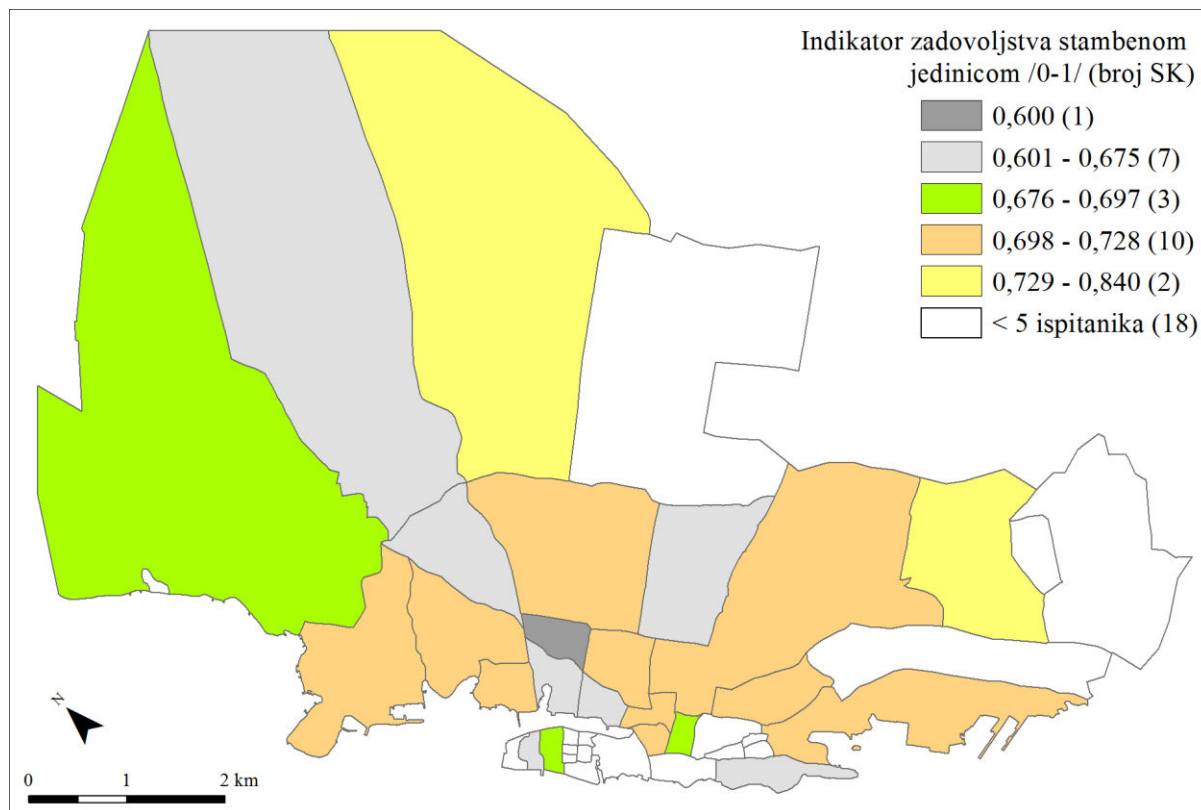 Indikator zadovoljstva stambenom
jedinicom /0-1/ (broj SK)
0,600 (1)
0,601 - 0,675 (7)
0,676 - 0,697 (3)
0,698 - 0,728 (10)
0,729 - 0,840 (2)
< 5 ispitanika (18)
N
0 1 2 km